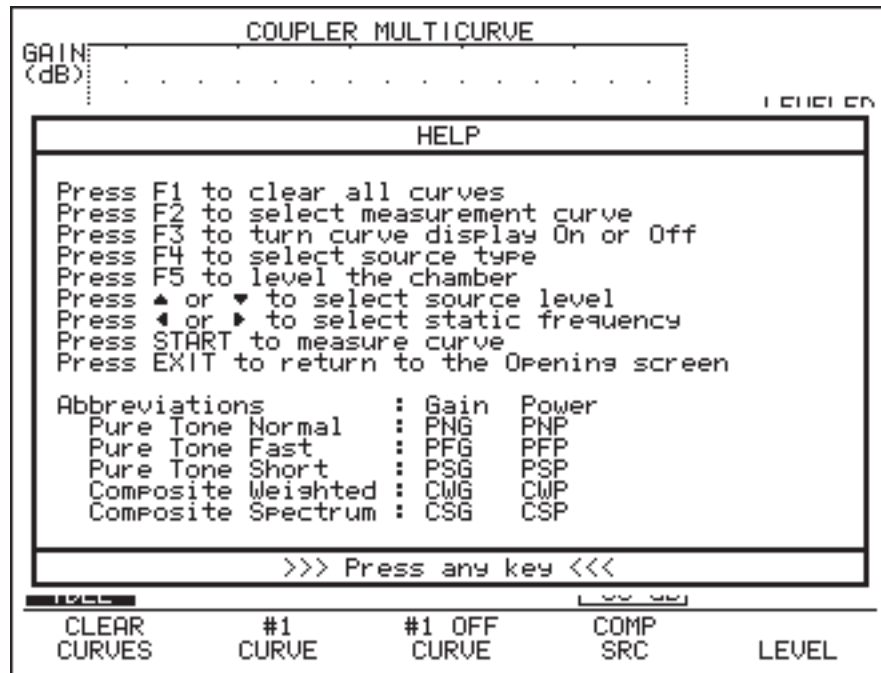 COUPLER MULTICURVE
GAIN
(dB)
LEVELED
HELP
Press F1 to clear all curves
Press F2 to select measurement curve
Press F3 to turn curve display On or Off
Press F4 to select source type
Press F5 to level the chamber
Press ▲ or ▼ to select source level
Press ◀ or ▶ to select static frequency
Press START to measure curve
Press EXIT to return to the Opening screen
Abbreviations : Gain Power
Pure Tone Normal : PNG PNP
Pure Tone Fast : PFG PFP
Pure Tone Short : PSG PSP
Composite Weighted : CWG CWP
Composite Spectrum : CSG CSP
>>> Press any key <<<
CLEAR #1 #1 OFF COMP
CURVES CURVE CURVE SRC LEVEL